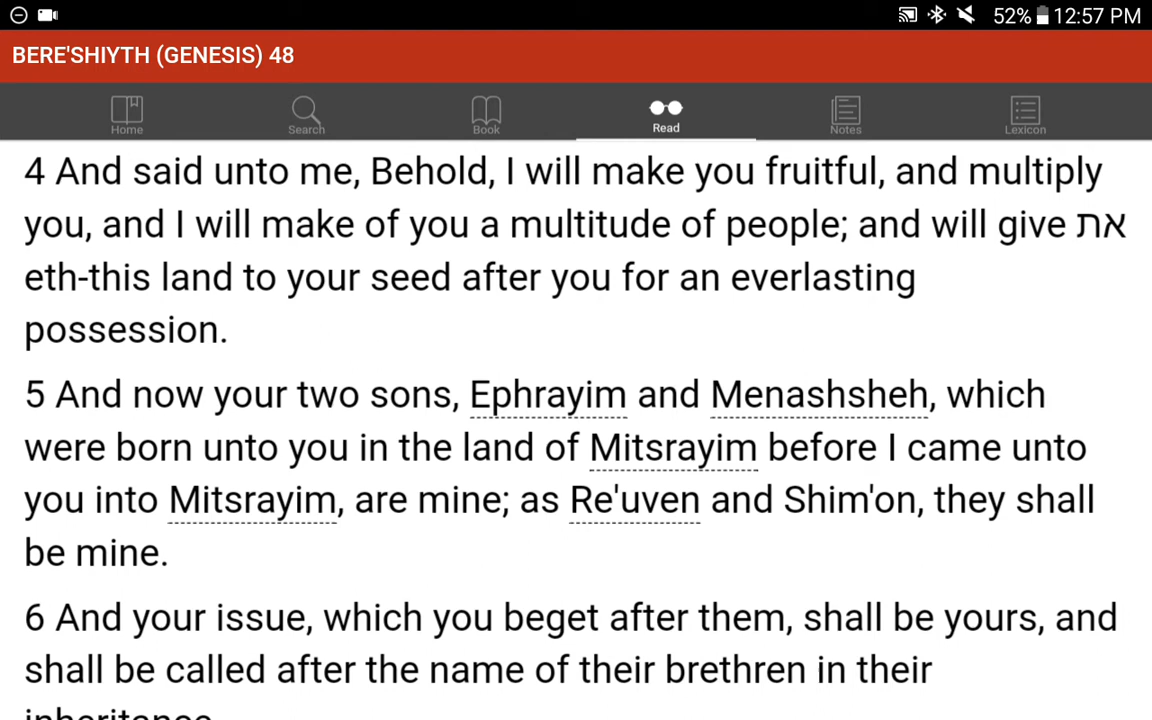 52% 12:57 PM
BERE'SHIYTH (GENESIS) 48
Home Search Book Read Notes Lexicon
4 And said unto me, Behold, I will make you fruitful, and multiply
you, and I will make of you a multitude of people; and will give את
eth-this land to your seed after you for an everlasting
possession.
5 And now your two sons, Ephrayim and Menashsheh, which
were born unto you in the land of Mitsrayim before I came unto
you into Mitsrayim, are mine; as Re'uven and Shim'on, they shall
be mine.
6 And your issue, which you beget after them, shall be yours, and
shall be called after the name of their brethren in their
inheritance.